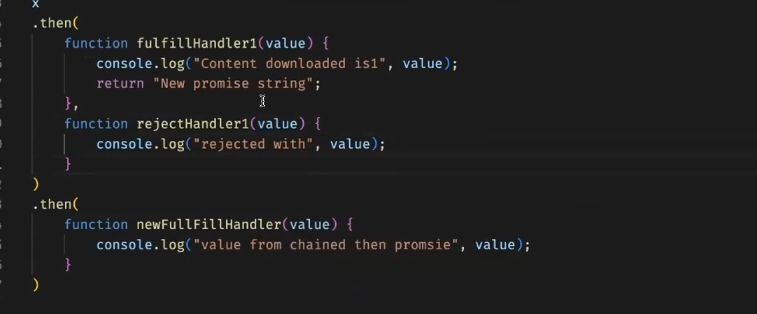 x
.then(
function fulfillHandler1(value) {
console.log("Content downloaded is1", value);
return "New promise string";
},
function rejectHandler1(value) {
console.log("rejected with", value);
}
)
.then(
function newFullFillHandler(value) {
console.log("value from chained then promsie", value);
}
)